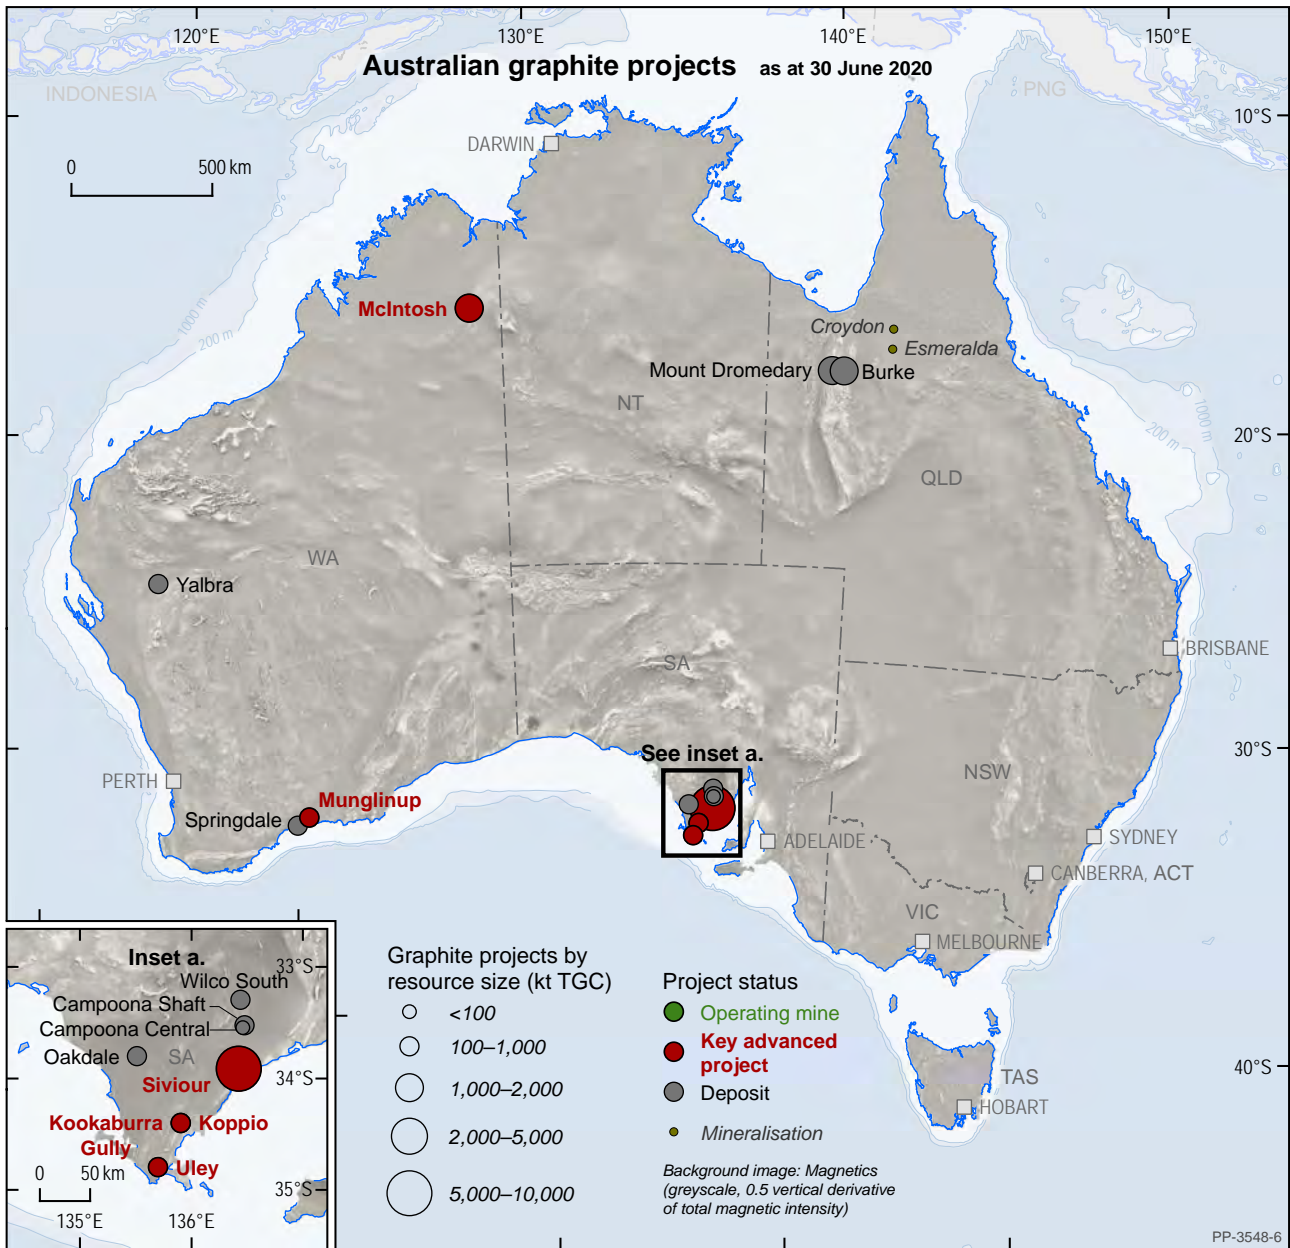 120°E 130°E 140°E 150°E
Australian graphite projects as at 30 June 2020
INDONESIA
PNG
10°S
DARWIN
0 500 km
1000 m
200 m
McIntosh
Croydon
Esmeralda
Mount Dromedary
Burke
NT
1000 m
200 m
20°S
QLD
WA
Yalbra
SA
BRISBANE
30°S
See inset a.
NSW
PERTH
Munglinup
Springdale
ADELAIDE
SYDNEY
CANBERRA, ACT
VIC
MELBOURNE
40°S
TAS
HOBART
Inset a.
33°S
Wilco South
Campoona Shaft
Campoona Central
Oakdale
SA
Siviour
34°S
Kookaburra
Gully
Koppio
Uley
0 50 km
35°S
135°E 136°E
Graphite projects by
resource size (kt TGC)
<100
100–1,000
1,000–2,000
2,000–5,000
5,000–10,000
Project status
Operating mine
Key advanced
project
Deposit
Mineralisation
Background image: Magnetics
(greyscale, 0.5 vertical derivative
of total magnetic intensity)
PP-3548-6